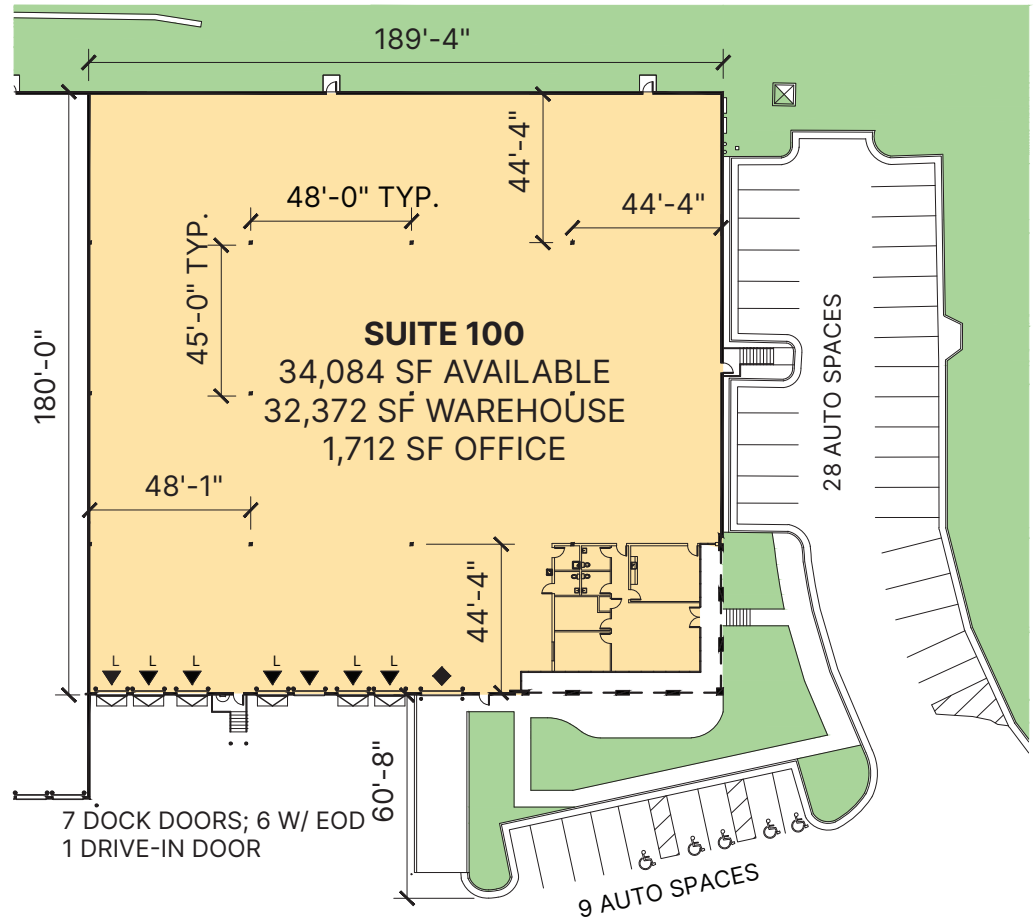 189'-4"
44'-4"
48'-0" TYP.
44'-4"
45'-0" TYP.
180'-0"
SUITE 100
34,084 SF AVAILABLE
32,372 SF WAREHOUSE
1,712 SF OFFICE
28 AUTO SPACES
48'-1"
44'-4"
L L L L L L
60'-8"
7 DOCK DOORS; 6 W/ EOD
1 DRIVE-IN DOOR
9 AUTO SPACES